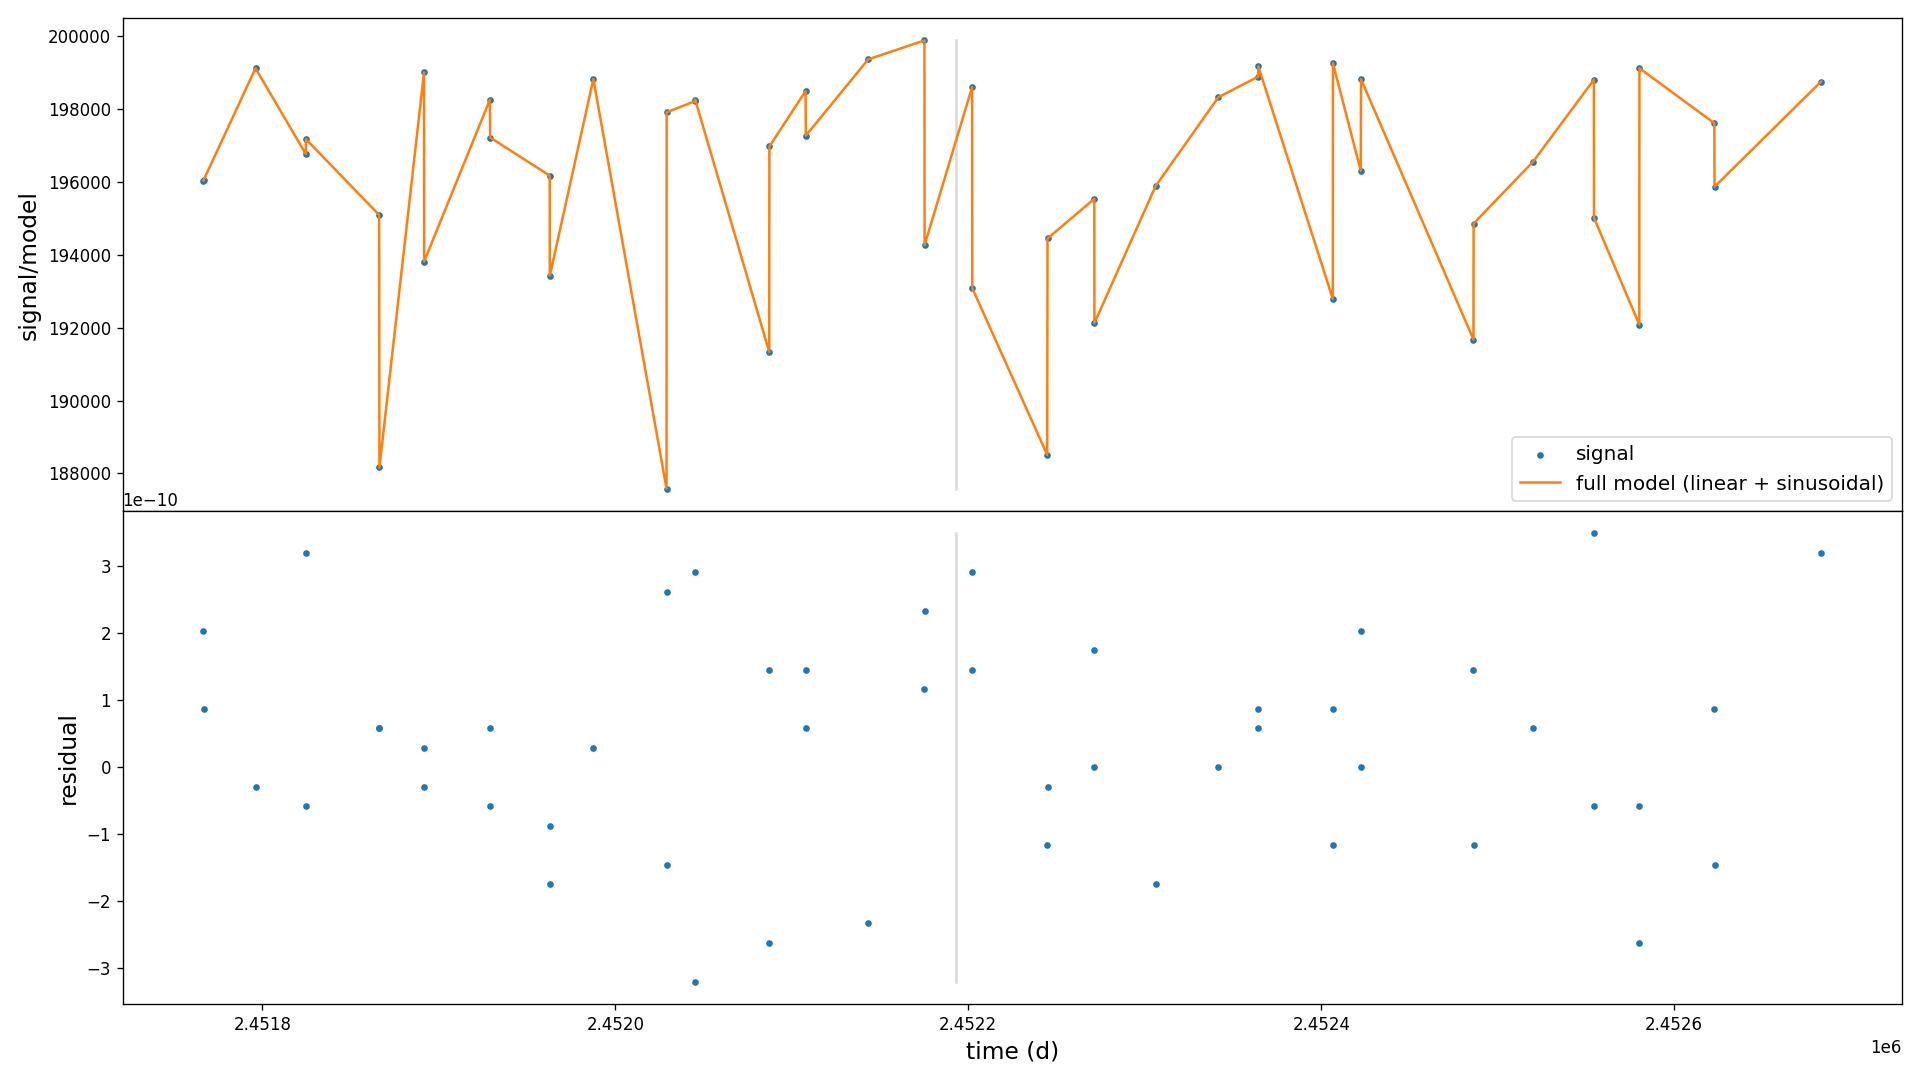 200000
198000
196000
194000
192000
190000
188000
signal/model
signal
full model (linear + sinusoidal)
1e−10
3
2
1
0
−1
−2
−3
residual
2.4518
2.4520
2.4522
2.4524
2.4526
time (d)
1e6